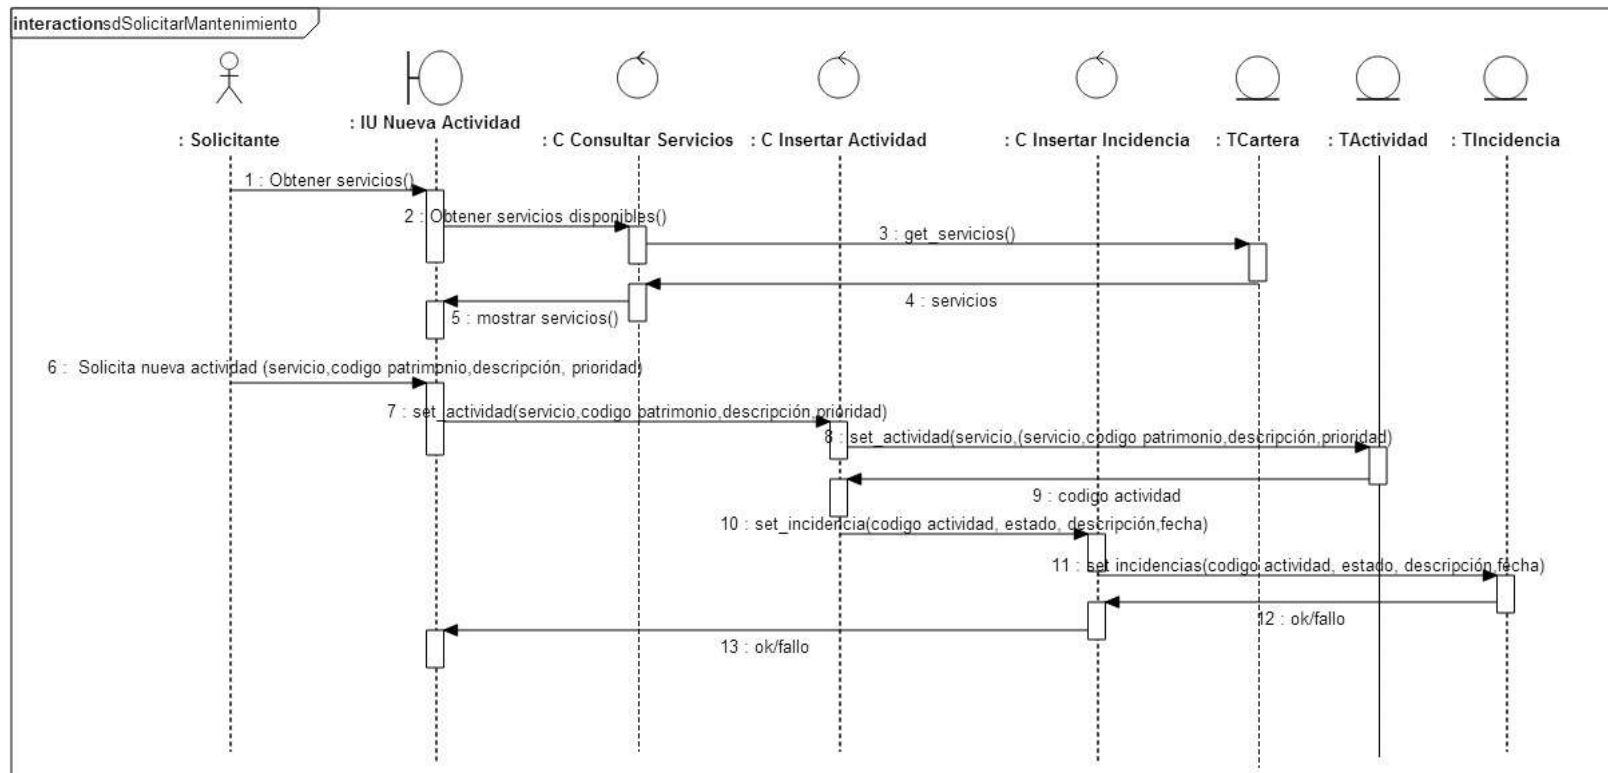 interactionsdSolicitarMantenimiento
: Solicitante
: IU Nueva Actividad
: C Consultar Servicios
: C Insertar Actividad
: C Insertar Incidencia
: TCartera
: TActividad
: TIncidencia
1 : Obtener servicios()
2 : Obtener servicios disponibles()
3 : get_servicios()
4 : servicios
5 : mostrar servicios()
6 : Solicita nueva actividad (servicio,codigo patrimonio,descripción, prioridad)
7 : set_actividad(servicio,codigo patrimonio,descripción,prioridad)
8 : set_actividad(servicio,(servicio,codigo patrimonio,descripción,prioridad)
9 : codigo actividad
10 : set_incidencia(codigo actividad, estado, descripción,fecha)
11 : set incidencias(codigo actividad, estado, descripción,fecha)
12 : ok/fallo
13 : ok/fallo